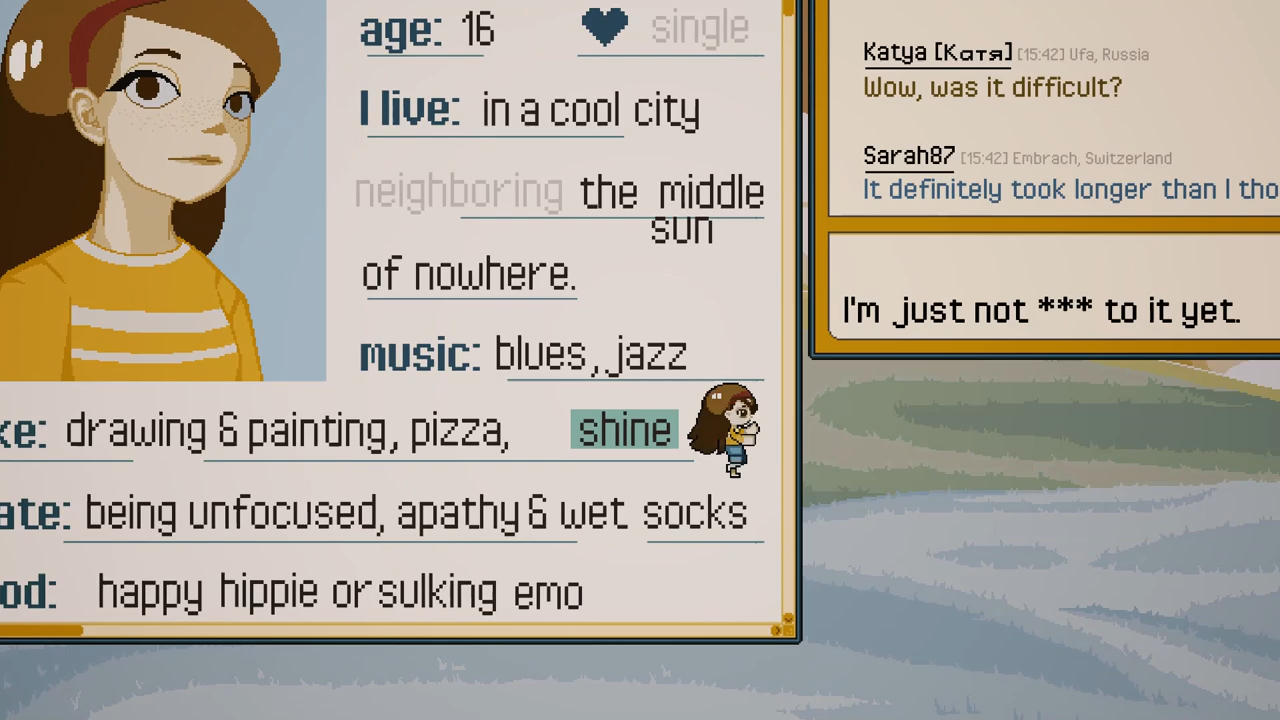 age: 16 single
I live: in a cool city
neighboring the middle
sun
of nowhere.
music: blues, jazz
ke: drawing & painting, pizza, shine
ate: being unfocused, apathy & wet socks
od: happy hippie or sulking emo
Katya [Катя] [15:42] Ufa, Russia
Wow, was it difficult?
Sarah87 [15:42] Embrach, Switzerland
It definitely took longer than I tho
I'm just not *** to it yet.